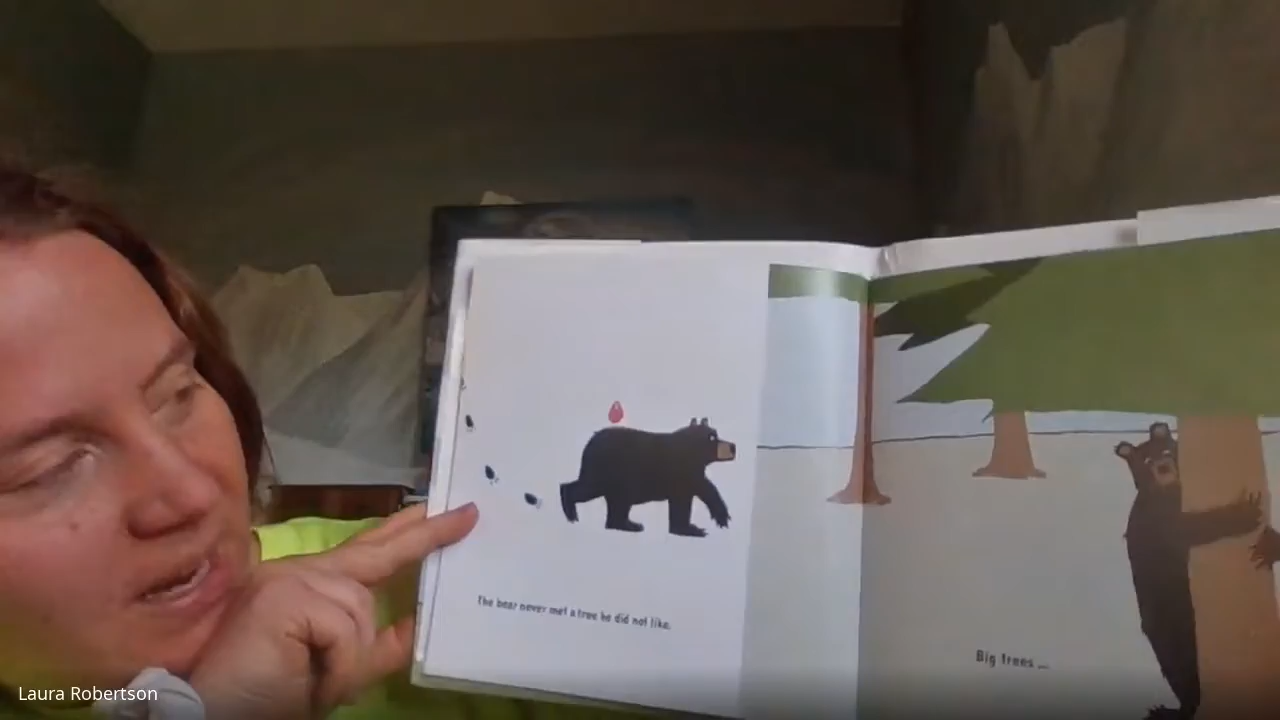 The bear never met a tree he did not like.
Big trees ...
Laura Robertson